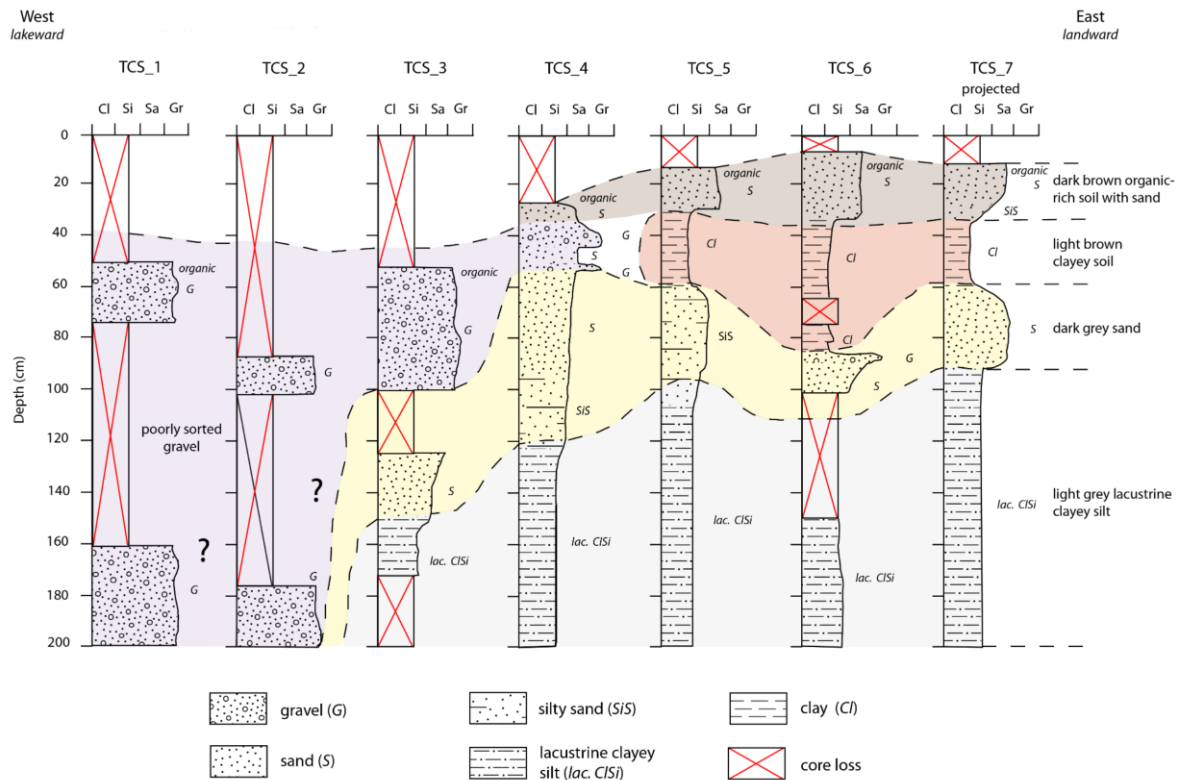 West
lakeward
East
landward
TCS_1
TCS_2
TCS_3
TCS_4
TCS_5
TCS_6
TCS_7
projected
Cl Si Sa Gr
Cl Si Sa Gr
Cl Si Sa Gr
Cl Si Sa Gr
Cl Si Sa Gr
Cl Si Sa Gr
Cl Si Sa Gr
Depth (cm)
0
20
40
60
80
100
120
140
160
180
200
organic
G
poorly sorted
gravel
?
G
G
G
?
organic
G
S
lac. ClSi
organic
S
G
S
G
S
SiS
lac. ClSi
organic
S
Cl
SiS
lac. ClSi
organic
S
Cl
Cl
G
S
lac. ClSi
organic
S
SiS
Cl
S
lac. ClSi
dark brown organic-
rich soil with sand
light brown
clayey soil
dark grey sand
light grey lacustrine
clayey silt
gravel (G)
silty sand (SiS)
clay (Cl)
sand (S)
lacustrine clayey
silt (lac. ClSi)
core loss